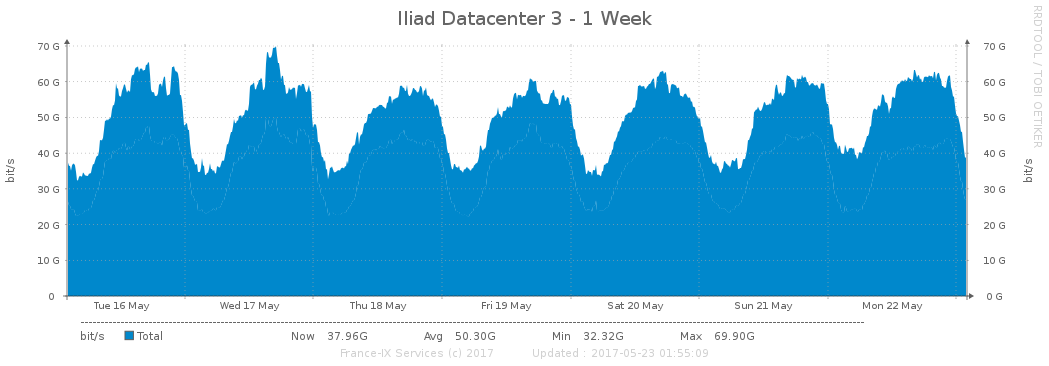 Iliad Datacenter 3 - 1 Week
RRDTOOL / TOBI OETIKER
70 G 70 G
60 G 60 G
50 G 50 G
40 G 40 G
30 G 30 G
20 G 20 G
10 G 10 G
0 0 G
bit/s
bit/s
Tue 16 May Wed 17 May Thu 18 May Fri 19 May Sat 20 May Sun 21 May Mon 22 May
bit/s Total Now 37.96G Avg 50.30G Min 32.32G Max 69.90G
France-IX Services (c) 2017 Updated : 2017-05-23 01:55:09